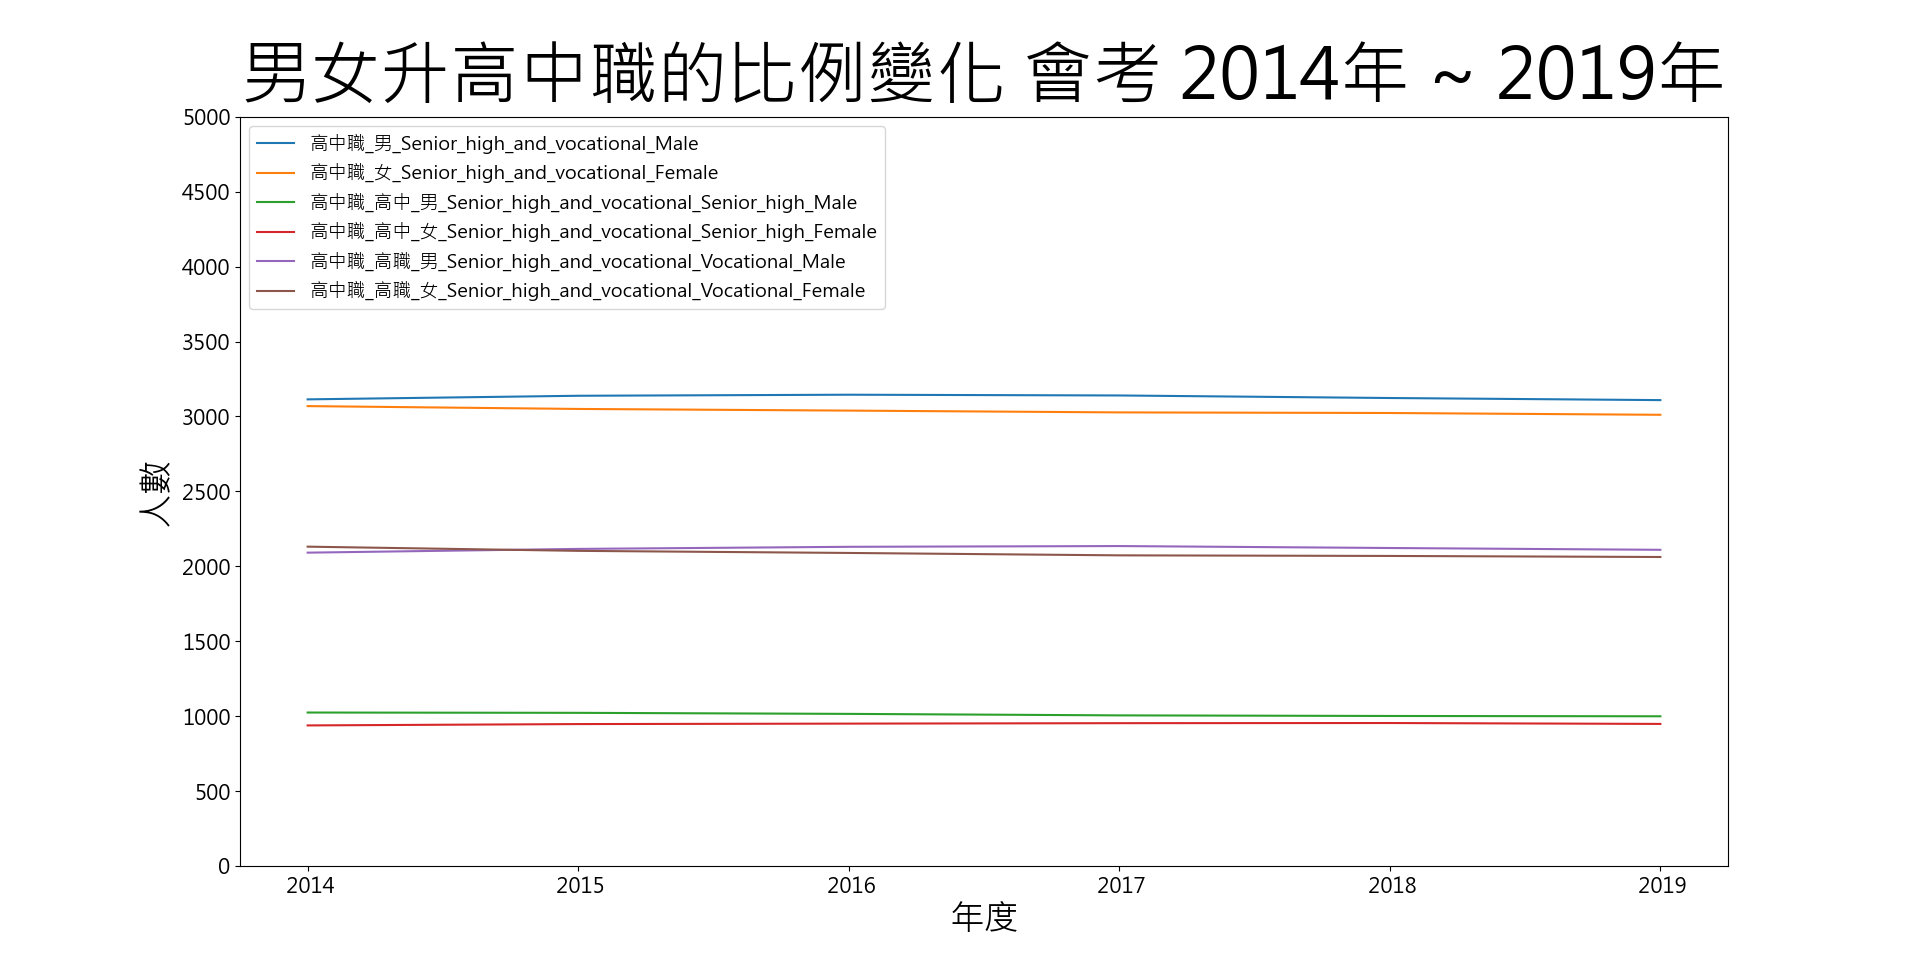 男女升高中職的比例變化 會考 2014年 ~ 2019年
5000
4500
4000
3500
3000
2500
2000
1500
1000
500
0
人數
高中職_男_Senior_high_and_vocational_Male
高中職_女_Senior_high_and_vocational_Female
高中職_高中_男_Senior_high_and_vocational_Senior_high_Male
高中職_高中_女_Senior_high_and_vocational_Senior_high_Female
高中職_高職_男_Senior_high_and_vocational_Vocational_Male
高中職_高職_女_Senior_high_and_vocational_Vocational_Female
2014 2015 2016 2017 2018 2019
年度